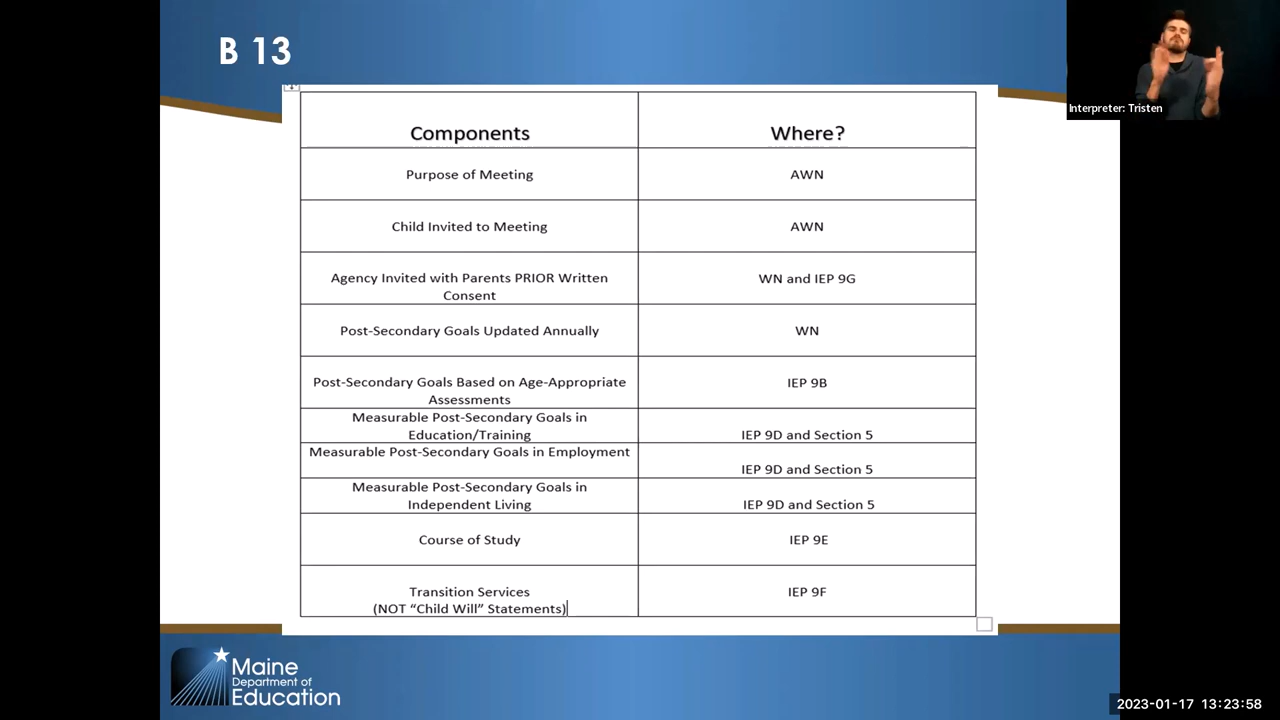 B 13
Interpreter: Tristen
Components
Where?
Purpose of Meeting
AWN
Child Invited to Meeting
AWN
Agency Invited with Parents PRIOR Written
Consent
WN and IEP 9G
Post-Secondary Goals Updated Annually
WN
Post-Secondary Goals Based on Age-Appropriate
Assessments
IEP 9B
Measurable Post-Secondary Goals in
Education/Training
IEP 9D and Section 5
Measurable Post-Secondary Goals in Employment
IEP 9D and Section 5
Measurable Post-Secondary Goals in
Independent Living
IEP 9D and Section 5
Course of Study
IEP 9E
Transition Services
(NOT “Child Will” Statements)
IEP 9F
Maine
Department of
Education
2023-01-17 13:23:58